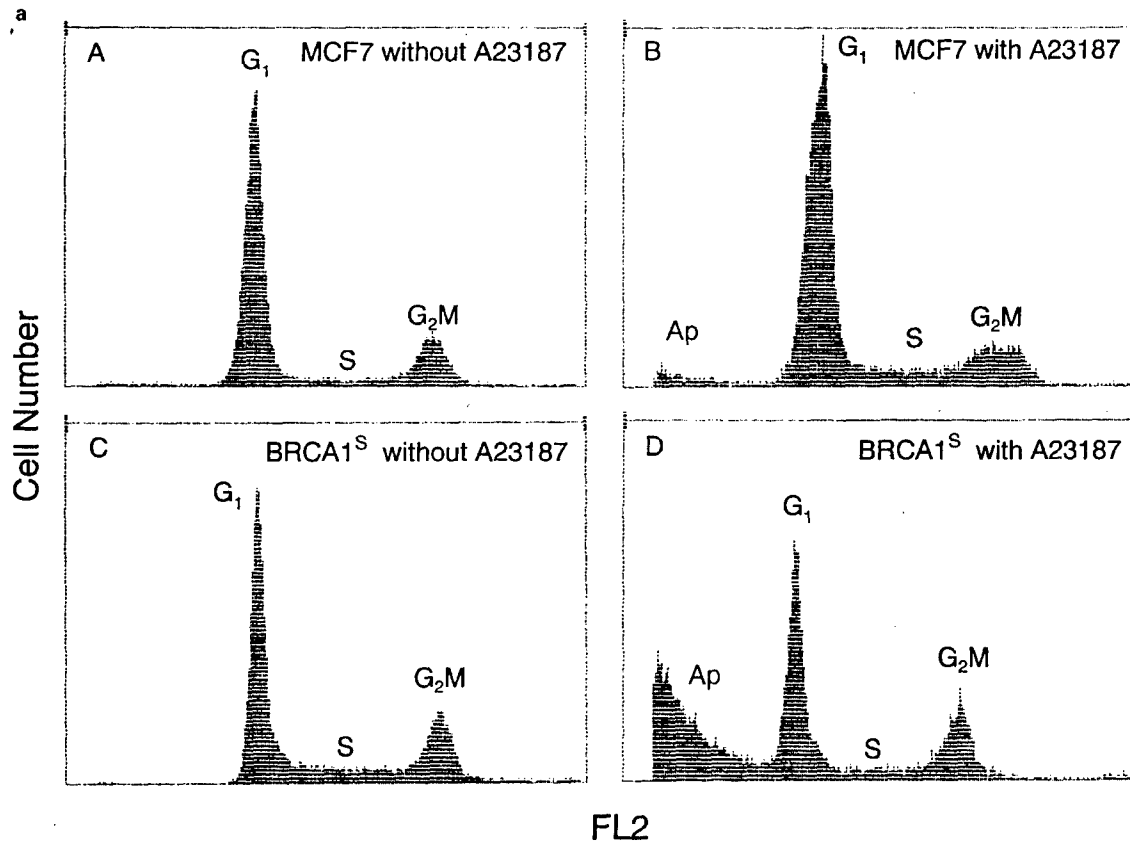 a
A
MCF7 without A23187
G₁
S
G₂M
B
MCF7 with A23187
G₁
Ap
S
G₂M
C
BRCA1ˢ without A23187
G₁
S
G₂M
D
BRCA1ˢ with A23187
G₁
Ap
S
G₂M
Cell Number
FL2